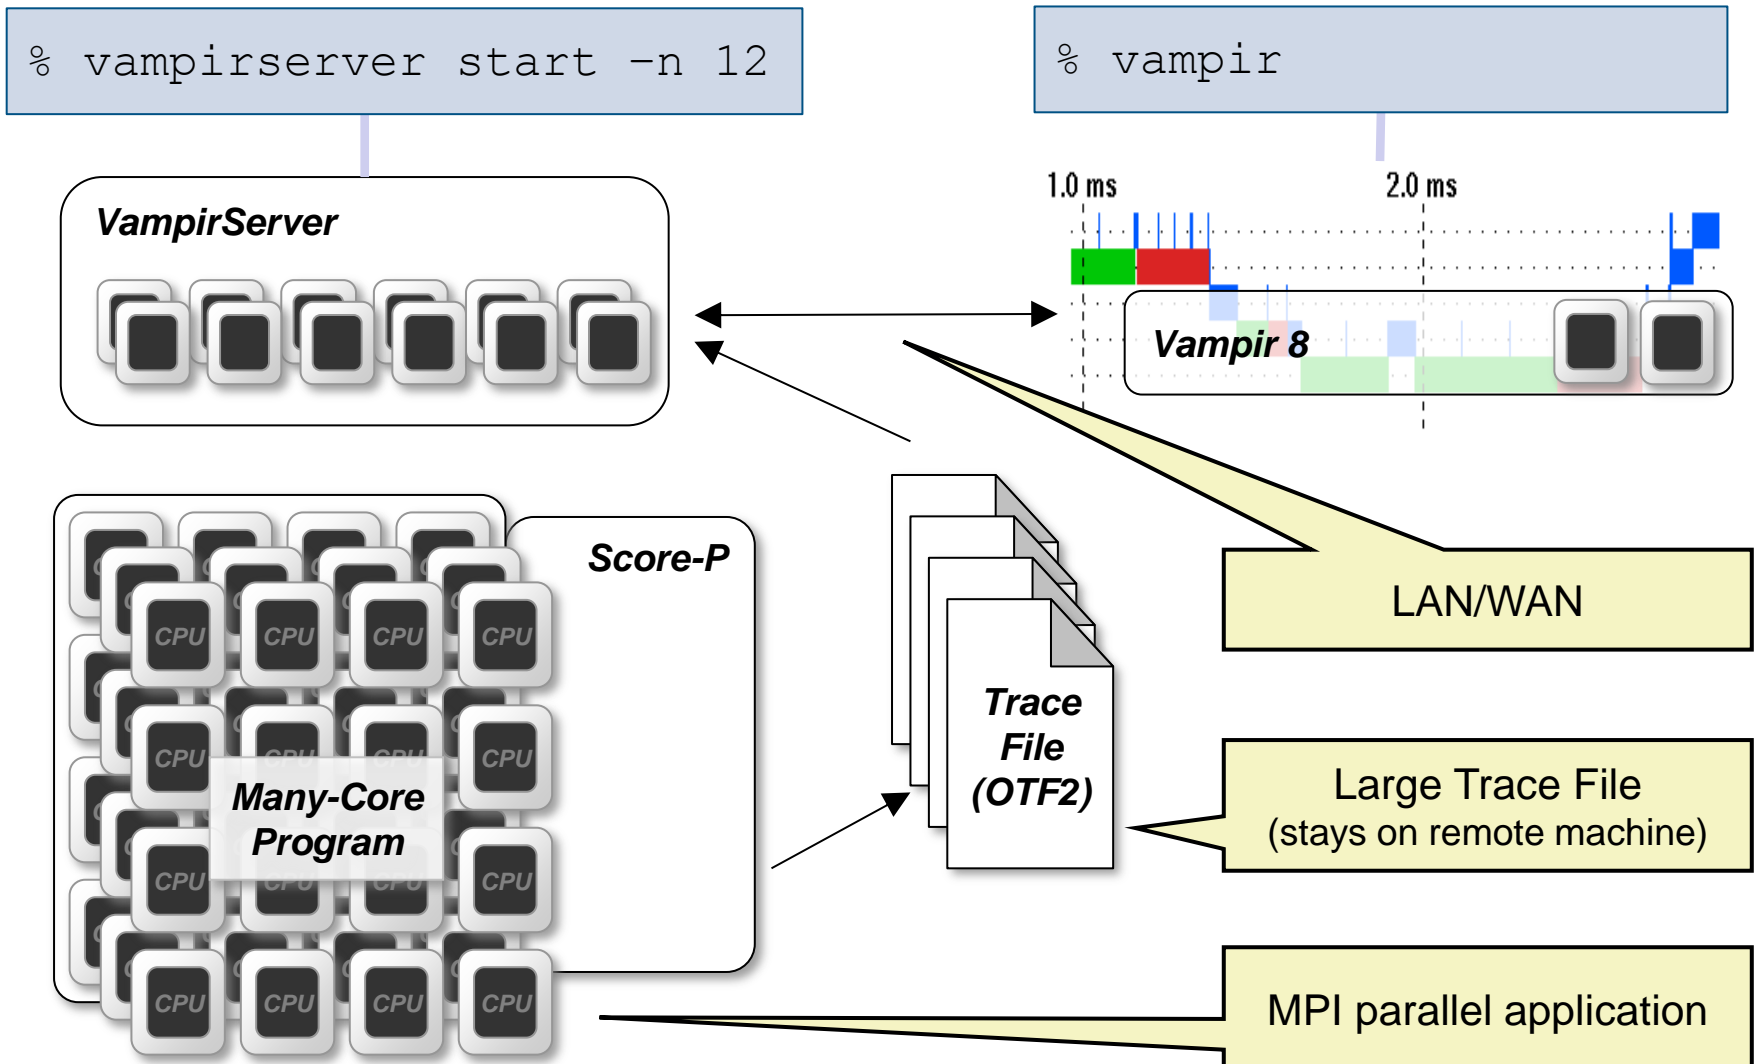 % vampirserver start –n 12
% vampir
1.0 ms
2.0 ms
VampirServer
Vampir 8
Score-P
LAN/WAN
CPU CPU CPU CPU
Trace
File
(OTF2)
CPU CPU CPU CPU
Large Trace File
(stays on remote machine)
Many-Core
Program
CPU CPU CPU CPU
CPU CPU CPU CPU
MPI parallel application